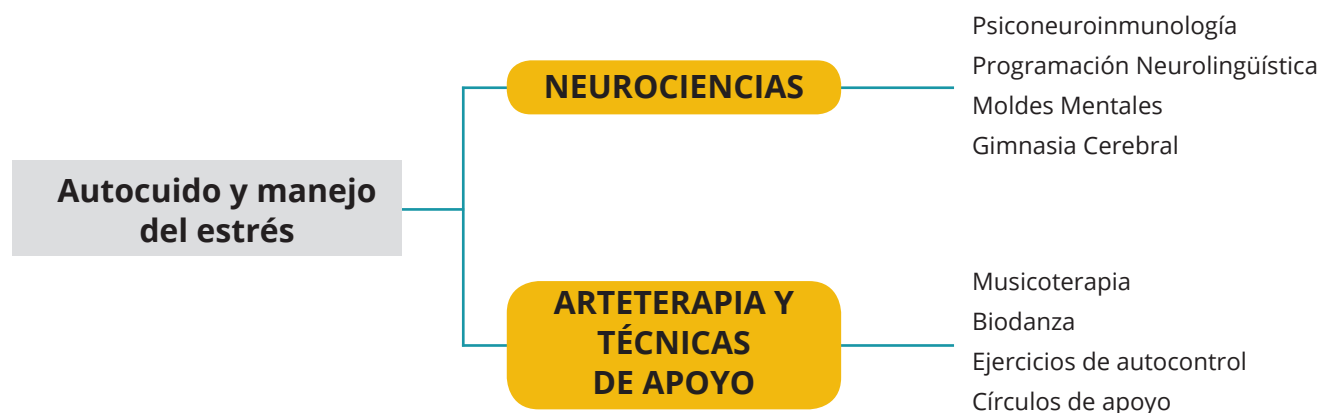 Autocuido y manejo
del estrés
NEUROCIENCIAS
Psiconeuroinmunología
Programación Neurolingüística
Moldes Mentales
Gimnasia Cerebral
ARTETERAPIA Y
TÉCNICAS
DE APOYO
Musicoterapia
Biodanza
Ejercicios de autocontrol
Círculos de apoyo